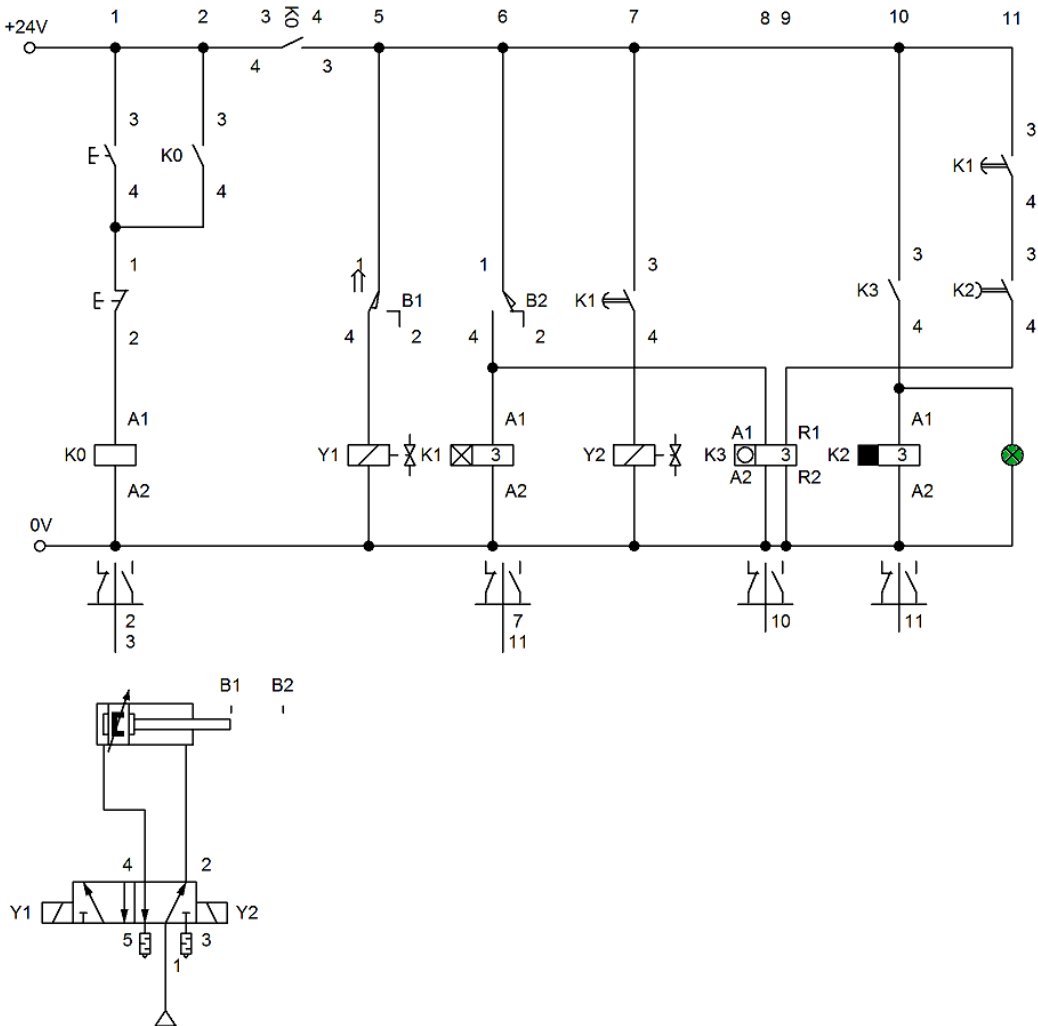 1 2 3 K0 4 5 6 7 8 9 10 11
+24V
4 3
3 3 3
K0 K1
4 4 4
1 1 1 3 3 3
B1 B2 K1 K3 K2
2 4 2 4 2 4 4 4
A1 A1 A1 R1 A1
K0 Y1 K1 3 Y2 K3 3 K2 3
A2 A2 A2 R2 A2
0V
2 7 10 11
3 11
B1 B2
4 2
Y1 Y2
5 3
1